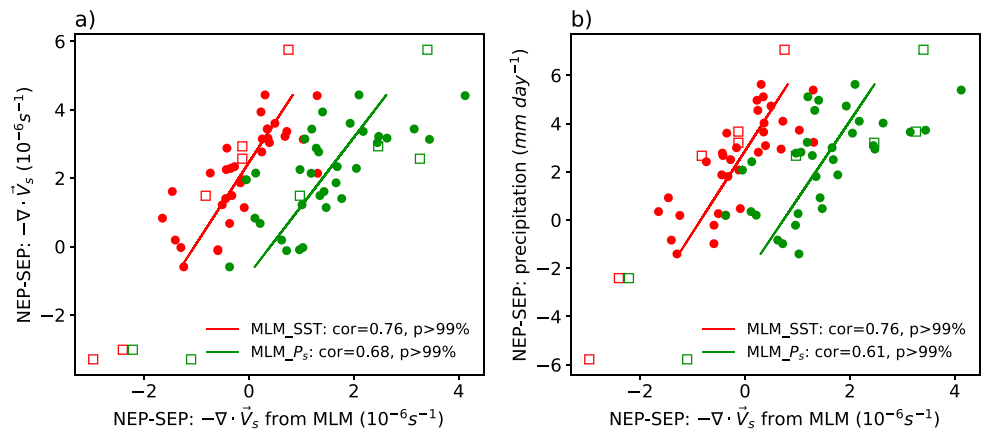 a)
NEP-SEP: −∇ · V⃗s (10⁻⁶s⁻¹)
6
4
2
0
−2
MLM_SST: cor=0.76, p>99%
MLM_Ps: cor=0.68, p>99%
−2 0 2 4
NEP-SEP: −∇ · V⃗s from MLM (10⁻⁶s⁻¹)
b)
NEP-SEP: precipitation (mm day⁻¹)
6
4
2
0
−2
−4
−6
MLM_SST: cor=0.76, p>99%
MLM_Ps: cor=0.61, p>99%
−2 0 2 4
NEP-SEP: −∇ · V⃗s from MLM (10⁻⁶s⁻¹)